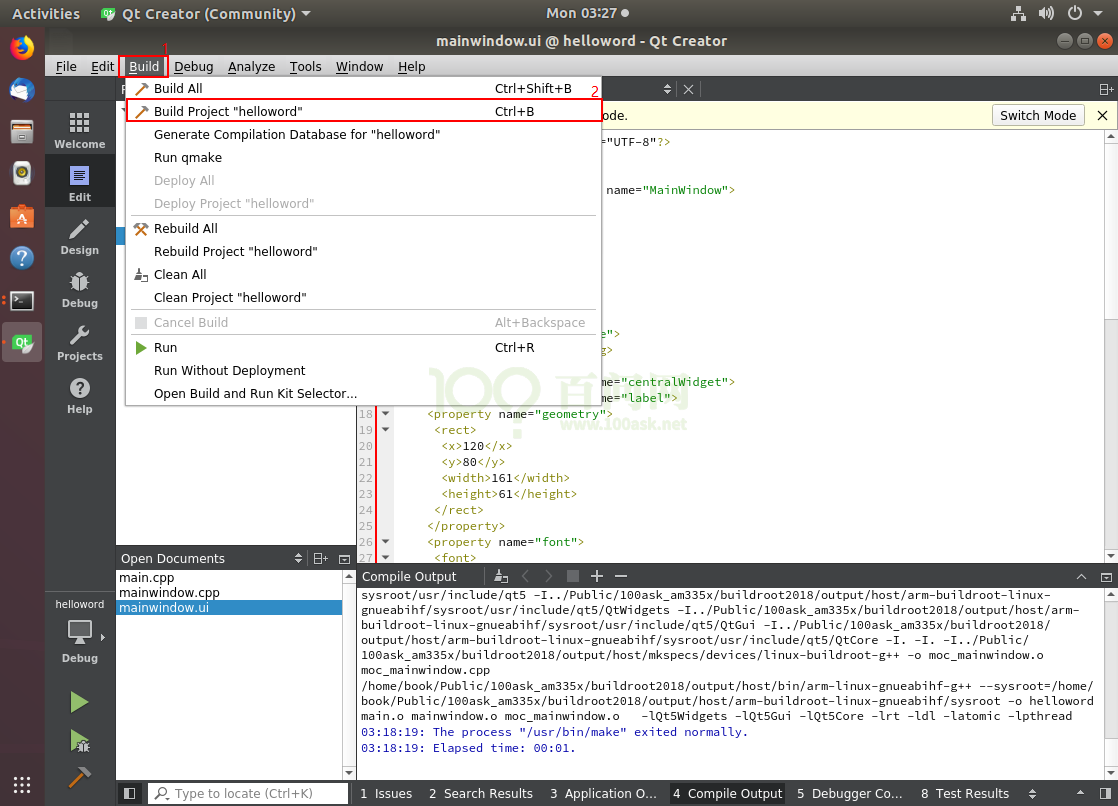 Activities
Qt Creator (Community)
Mon 03:27
mainwindow.ui @ helloword - Qt Creator
1
File Edit Build Debug Analyze Tools Window Help
Build All Ctrl+Shift+B
2
Build Project "helloword" Ctrl+B
Generate Compilation Database for "helloword"
Run qmake
Deploy All
Deploy Project "helloword"
Rebuild All
Rebuild Project "helloword"
Clean All
Clean Project "helloword"
Cancel Build Alt+Backspace
Run Ctrl+R
Run Without Deployment
Open Build and Run Kit Selector...
Welcome
Edit
Design
Debug
Projects
Help
ode.
Switch Mode
="UTF-8"?>
name="MainWindow">
e">
g>
me="centralWidget">
me="label">
18 <property name="geometry">
19 <rect>
20 <x>120</x>
21 <y>80</y>
22 <width>161</width>
23 <height>61</height>
24 </rect>
25 </property>
26 <property name="font">
27 <font>
100 百问网
www.100ask.net
Open Documents
main.cpp
mainwindow.cpp
mainwindow.ui
helloword
Debug
Compile Output
sysroot/usr/include/qt5 -I../Public/100ask_am335x/buildroot2018/output/host/arm-buildroot-linux-
gnueabihf/sysroot/usr/include/qt5/QtWidgets -I../Public/100ask_am335x/buildroot2018/output/host/arm-
buildroot-linux-gnueabihf/sysroot/usr/include/qt5/QtGui -I../Public/100ask_am335x/buildroot2018/
output/host/arm-buildroot-linux-gnueabihf/sysroot/usr/include/qt5/QtCore -I. -I. -I../Public/
100ask_am335x/buildroot2018/output/host/mkspecs/devices/linux-buildroot-g++ -o moc_mainwindow.o
moc_mainwindow.cpp
/home/book/Public/100ask_am335x/buildroot2018/output/host/bin/arm-linux-gnueabihf-g++ --sysroot=/home/
book/Public/100ask_am335x/buildroot2018/output/host/arm-buildroot-linux-gnueabihf/sysroot -o helloword
main.o mainwindow.o moc_mainwindow.o -lQt5Widgets -lQt5Gui -lQt5Core -lrt -ldl -latomic -lpthread
03:18:19: The process "/usr/bin/make" exited normally.
03:18:19: Elapsed time: 00:01.
Type to locate (Ctrl+K)
1 Issues 2 Search Results 3 Application O... 4 Compile Output 5 Debugger Co... 8 Test Results